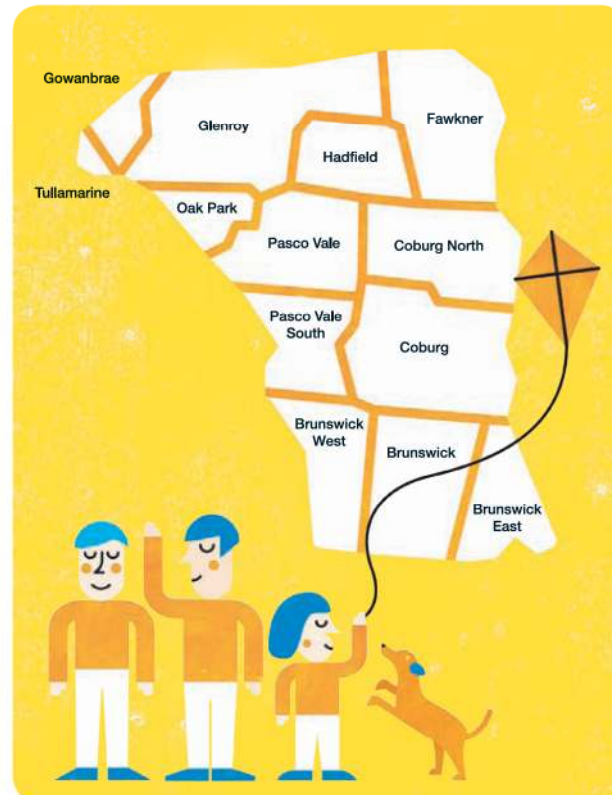 Gowanbrae
Glenroy
Fawkner
Hadfield
Tullamarine
Oak Park
Pasco Vale
Coburg North
Pasco Vale
South
Coburg
Brunswick
West
Brunswick
Brunswick
East